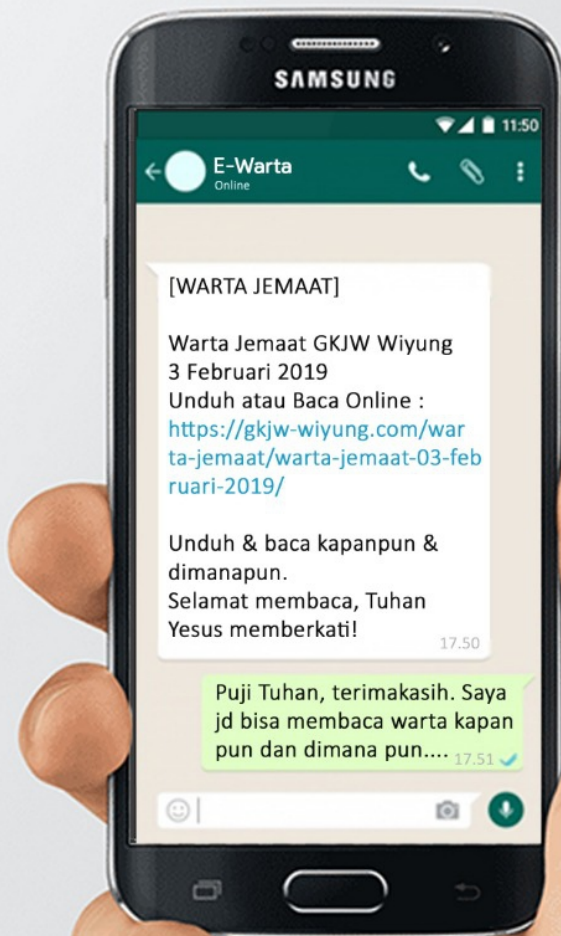 SAMSUNG
11:50
E-Warta
Online
[WARTA JEMAAT]
Warta Jemaat GKJW Wiyung
3 Februari 2019
Unduh atau Baca Online :
https://gkjw-wiyung.com/war
ta-jemaat/warta-jemaat-03-feb
ruari-2019/
Unduh & baca kapanpun &
dimanapun.
Selamat membaca, Tuhan
Yesus memberkati!
17.50
Puji Tuhan, terimakasih. Saya
jd bisa membaca warta kapan
pun dan dimana pun....
17.51